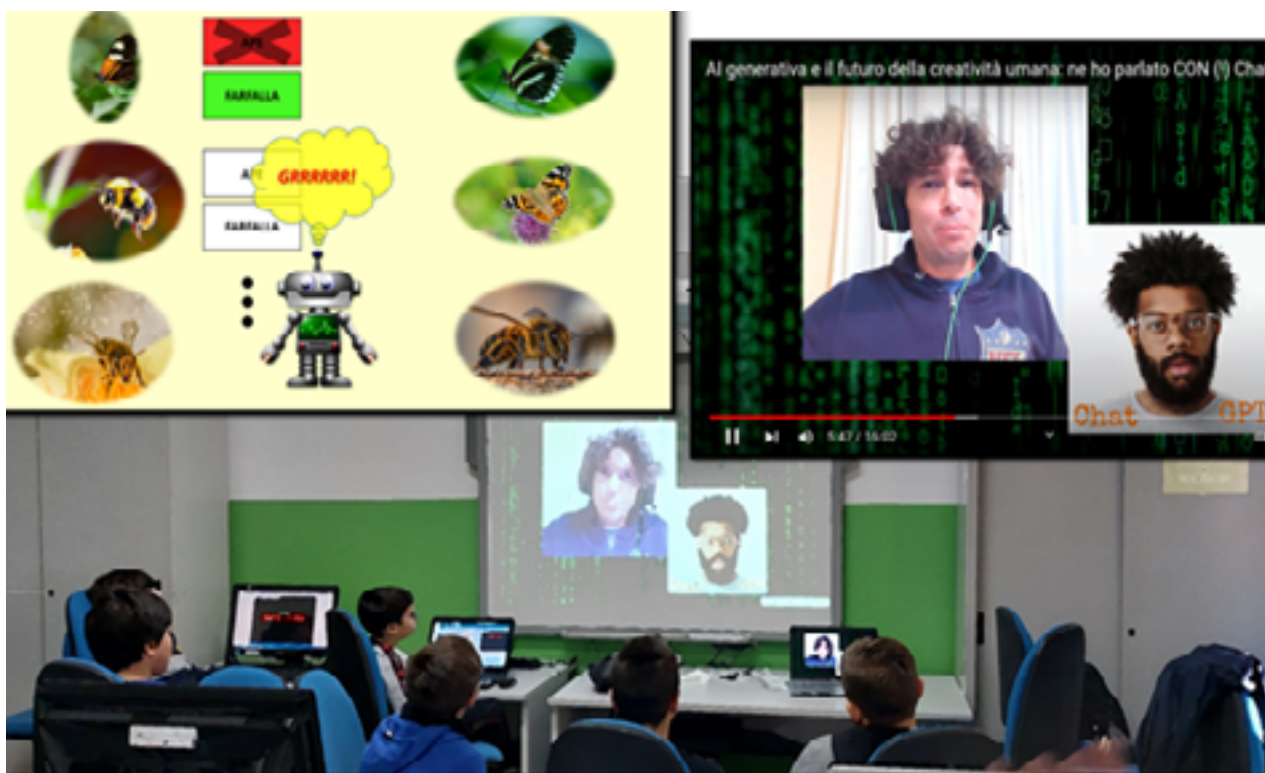 APE
FARFALLA
GRRRRRR!
FARFALLA
AI generativa e il futuro della creatività umana: ne ho parlato CON (!) Chat
Chat GPT
5:47 / 16:02